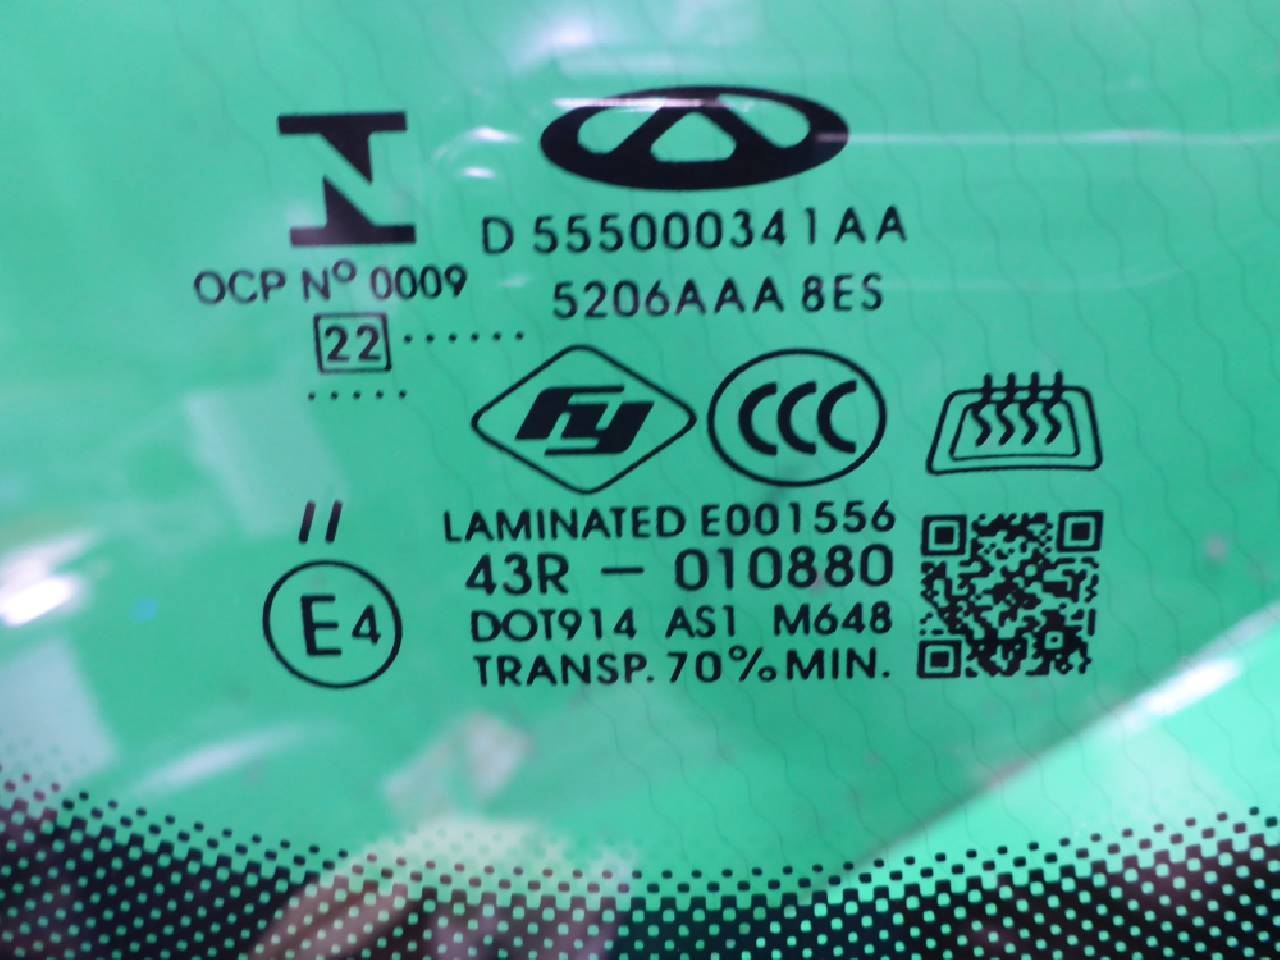 D 555000341AA
OCP Nº 0009
5206AAA 8ES
22 ......
.....
fy
CCC
II
LAMINATED E001556
43R — 010880
E4
DOT914 AS1 M648
TRANSP. 70% MIN.